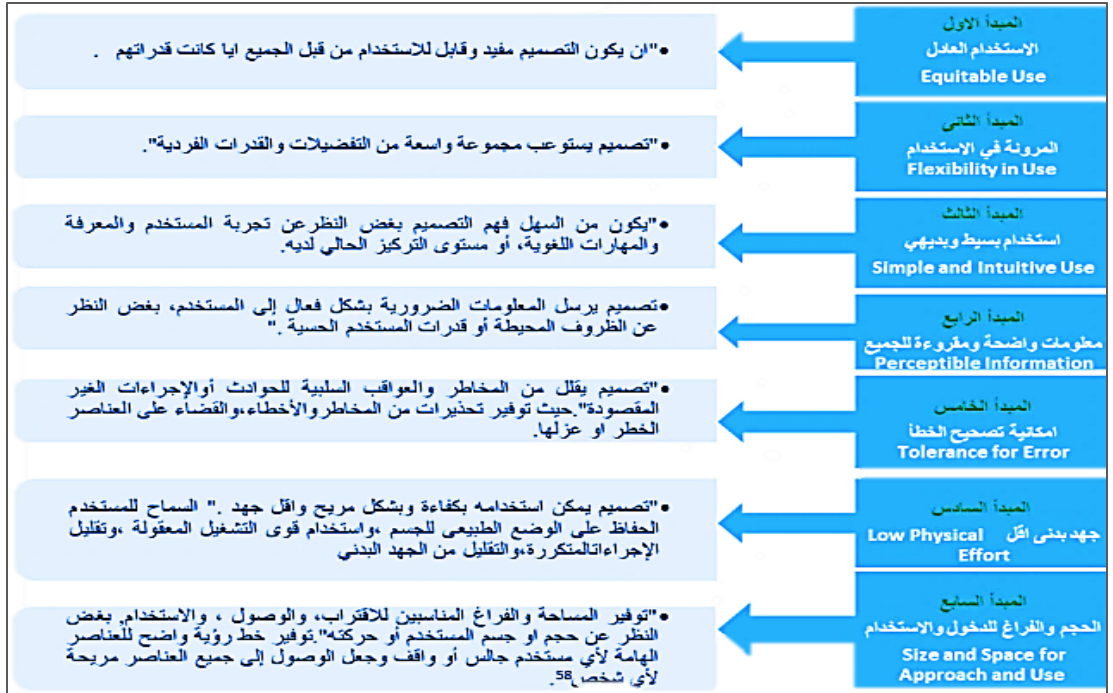 المبدأ الاول
الاستخدام العادل
Equitable Use
•"ان يكون التصميم مفيد وقابل للاستخدام من قبل الجميع ايا كانت قدراتهم .
المبدأ الثانى
المرونة في الاستخدام
Flexibility in Use
•"تصميم يستوعب مجموعة واسعة من التفضيلات والقدرات الفردية".
المبدأ الثالث
استخدام بسيط وبديهي
Simple and Intuitive Use
•"يكون من السهل فهم التصميم بغض النظرعن تجربة المستخدم والمعرفة
والمهارات اللغوية، أو مستوى التركيز الحالي لديه.
المبدأ الرابع
معلومات واضحة ومقروءة للجميع
Perceptible Information
•تصميم يرسل المعلومات الضرورية بشكل فعال إلى المستخدم، بغض النظر
عن الظروف المحيطة أو قدرات المستخدم الحسية ."
المبدأ الخامس
امكانية تصحيح الخطأ
Tolerance for Error
•"تصميم يقلل من المخاطر والعواقب السلبية للحوادث أوالإجراءات الغير
المقصودة".حيث توفير تحذيرات من المخاطر والأخطاء،والقضاء على العناصر
الخطر او عزلها.
المبدأ السادس
جهد بدنى اقل Low Physical
Effort
•"تصميم يمكن استخدامه بكفاءة وبشكل مريح واقل جهد ." السماح للمستخدم
الحفاظ على الوضع الطبيعى للجسم ،واستخدام قوى التشغيل المعقولة ،وتقليل
الإجراءاتالمتكررة،والتقليل من الجهد البدني
المبدأ السابع
الحجم والفراغ للدخول والاستخدام
Size and Space for
Approach and Use
•"توفير المساحة والفراغ المناسبين للاقتراب، والوصول ، والاستخدام, بغض
النظر عن حجم او جسم المستخدم أو حركته".توفير خط رؤية واضح للعناصر
الهامة لأي مستخدم جالس أو واقف وجعل الوصول إلى جميع العناصر مريحة
لأي شخص58.